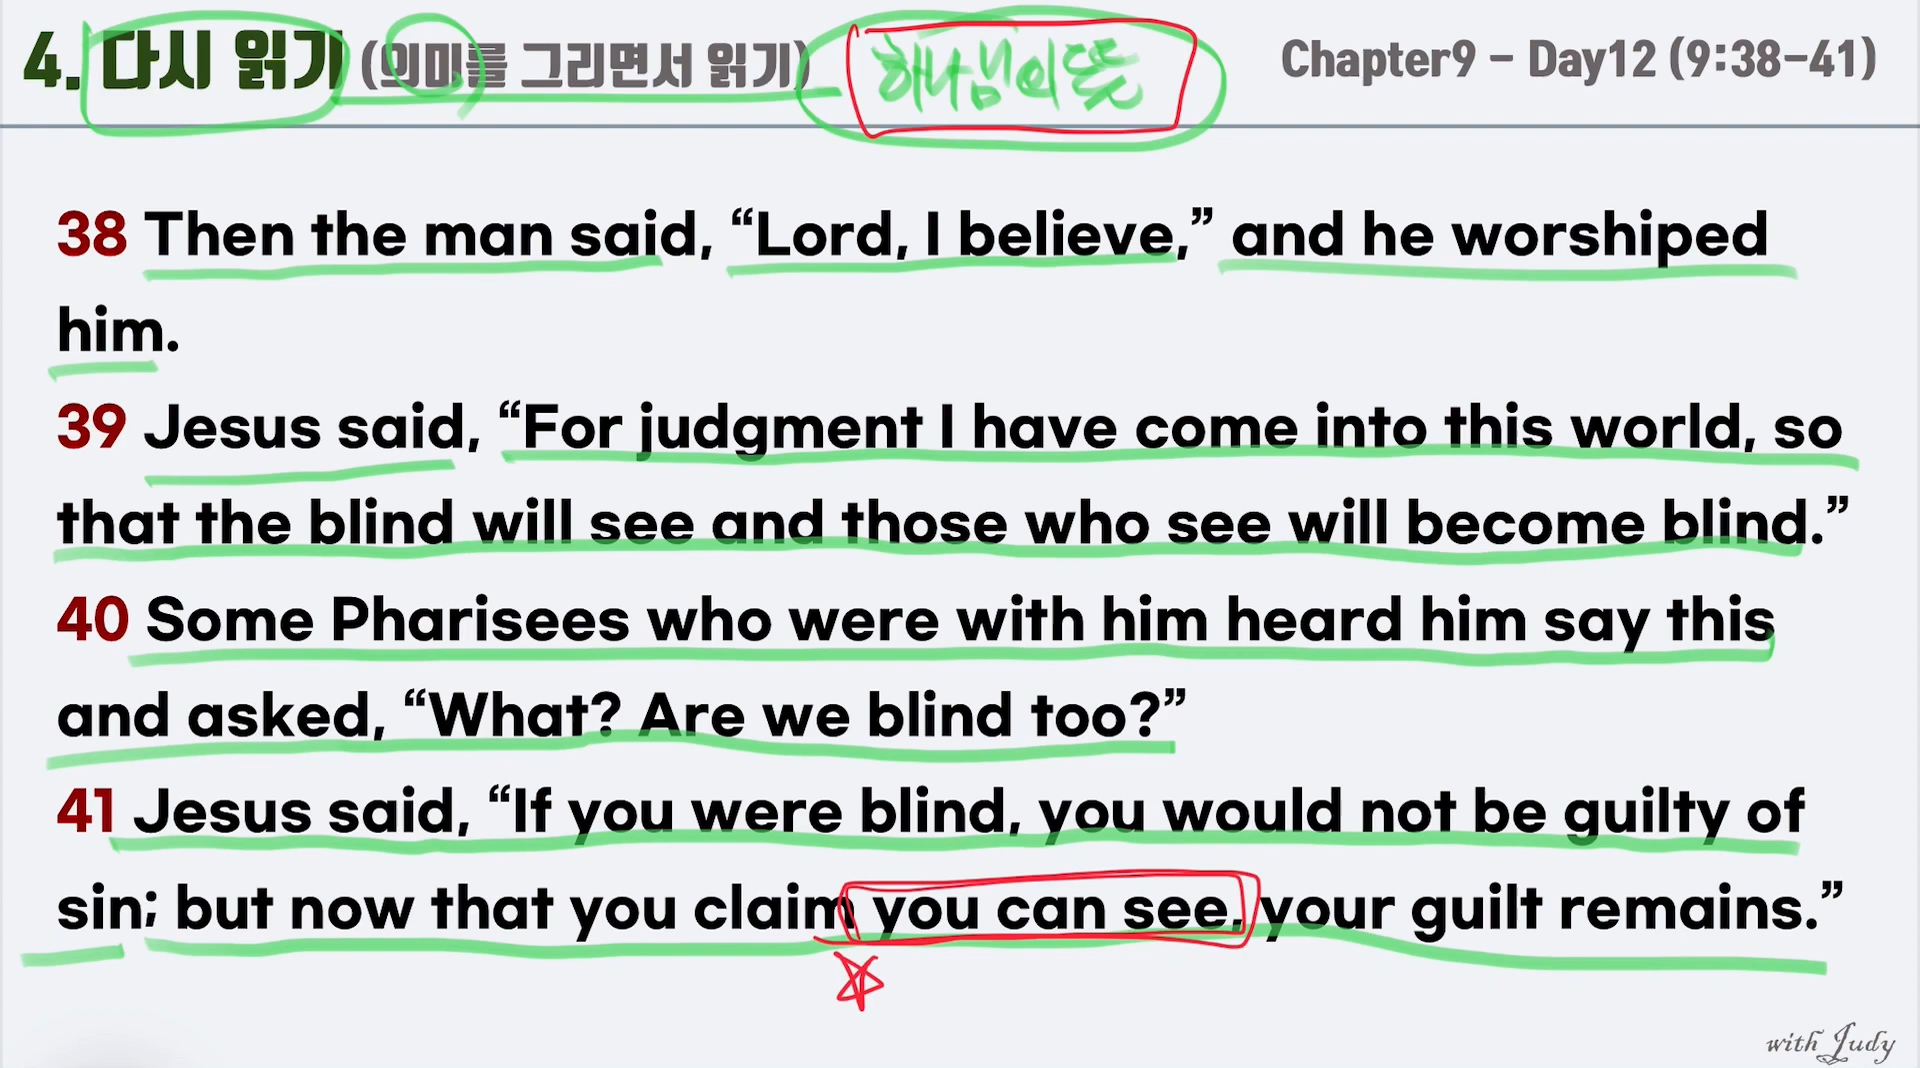 4. 다시 읽기 (의미를 그리면서 읽기) 하나님의 뜻 Chapter9 - Day12 (9:38-41)
38 Then the man said, “Lord, I believe,” and he worshiped
him.
39 Jesus said, “For judgment I have come into this world, so
that the blind will see and those who see will become blind.”
40 Some Pharisees who were with him heard him say this
and asked, “What? Are we blind too?”
41 Jesus said, “If you were blind, you would not be guilty of
sin; but now that you claim you can see, your guilt remains.”
with Judy